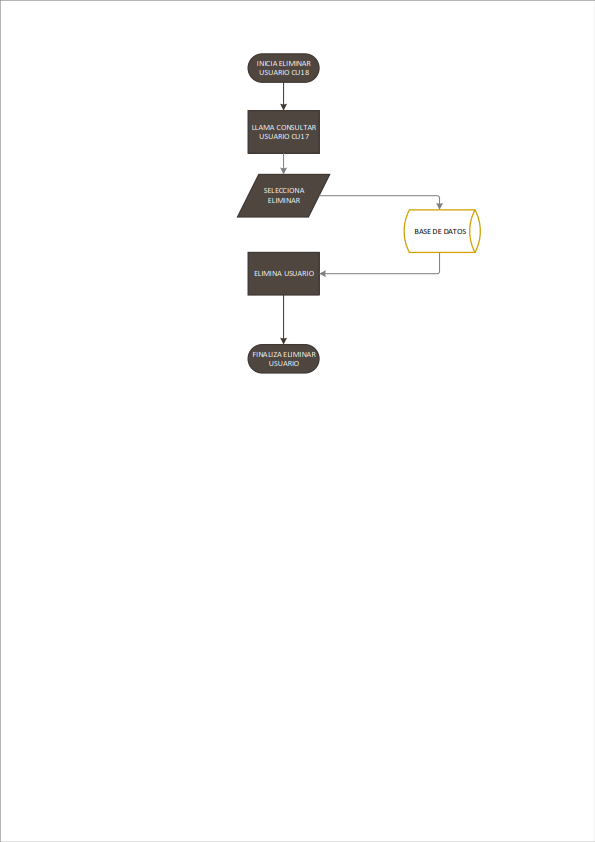 INICIA ELIMINAR
USUARIO CU18
LLAMA CONSULTAR
USUARIO CU17
SELECCIONA
ELIMINAR
BASE DE DATOS
ELIMINA USUARIO
FINALIZA ELIMINAR
USUARIO